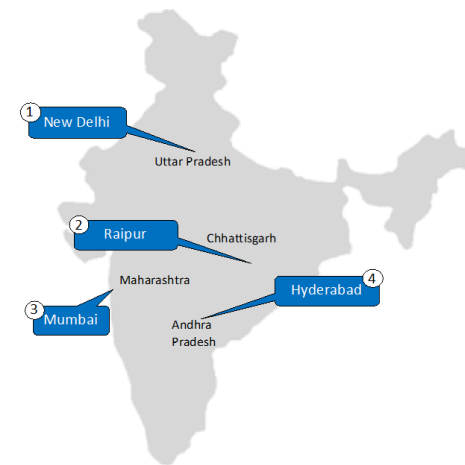 1
New Delhi
Uttar Pradesh
2
Raipur
Chhattisgarh
Maharashtra
4
Hyderabad
3
Mumbai
Andhra
Pradesh